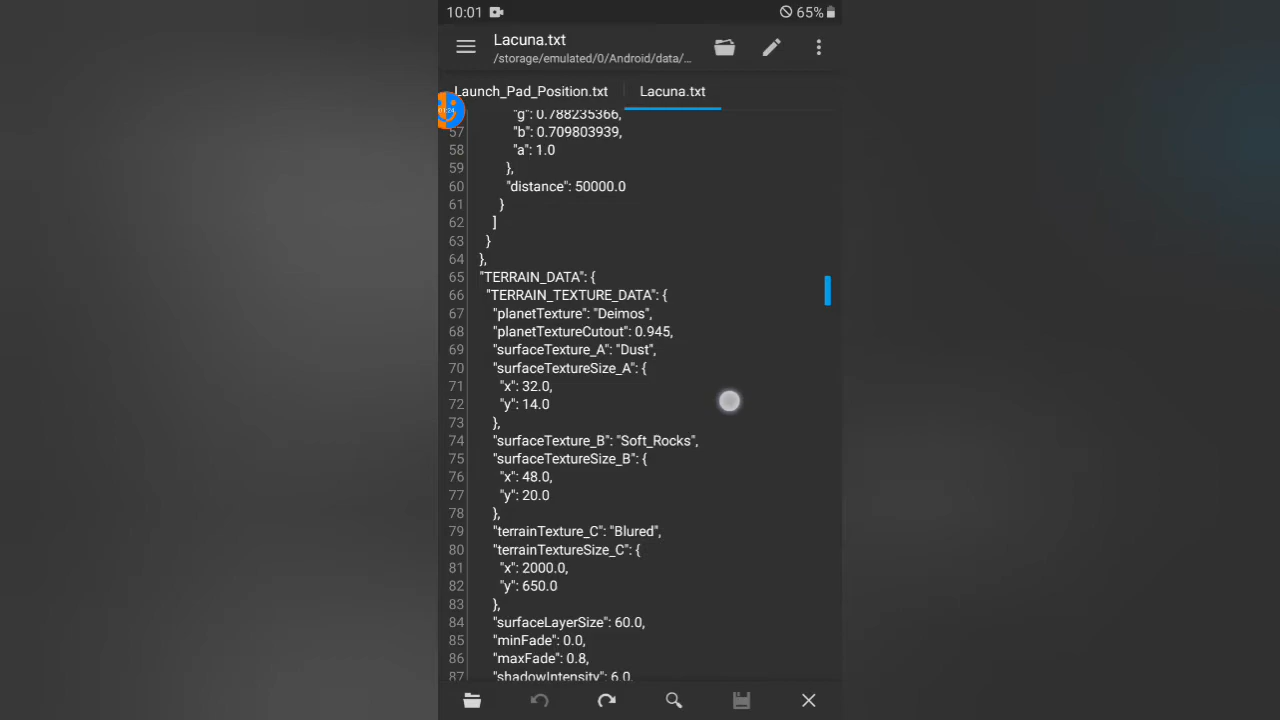 10:01
65%
Lacuna.txt
/storage/emulated/0/Android/data/...
Launch_Pad_Position.txt
Lacuna.txt
"g": 0.788235366,
57 "b": 0.709803939,
58 "a": 1.0
59 },
60 "distance": 50000.0
61 }
62 ]
63 }
64 },
65 "TERRAIN_DATA": {
66 "TERRAIN_TEXTURE_DATA": {
67 "planetTexture": "Deimos",
68 "planetTextureCutout": 0.945,
69 "surfaceTexture_A": "Dust",
70 "surfaceTextureSize_A": {
71 "x": 32.0,
72 "y": 14.0
73 },
74 "surfaceTexture_B": "Soft_Rocks",
75 "surfaceTextureSize_B": {
76 "x": 48.0,
77 "y": 20.0
78 },
79 "terrainTexture_C": "Blured",
80 "terrainTextureSize_C": {
81 "x": 2000.0,
82 "y": 650.0
83 },
84 "surfaceLayerSize": 60.0,
85 "minFade": 0.0,
86 "maxFade": 0.8,
87 "shadowIntensity": 6.0,